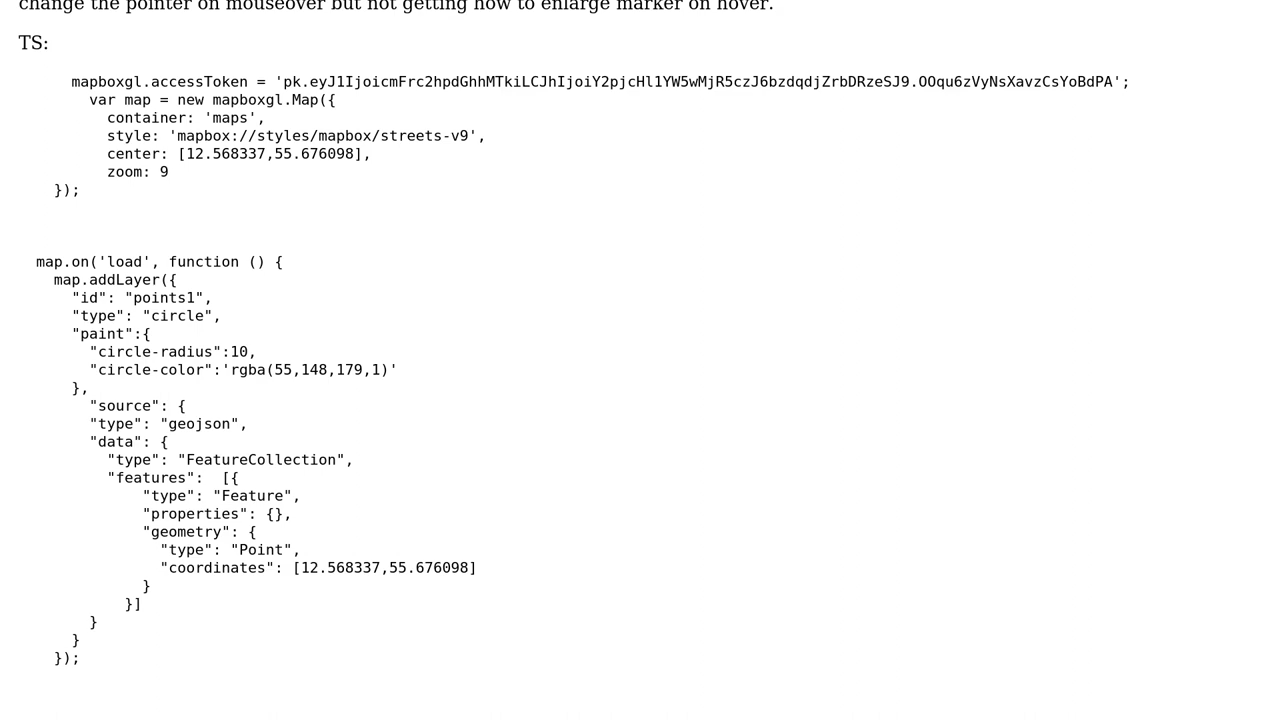 change the pointer on mouseover but not getting how to enlarge marker on hover.
TS:
mapboxgl.accessToken = 'pk.eyJ1IjoicmFrc2hpdGhhMTkiLCJhIjoiY2pjcHl1YW5wMjR5czJ6bzdqdjZrbDRzeSJ9.OOqu6zVyNsXavzCsYoBdPA';
var map = new mapboxgl.Map({
container: 'maps',
style: 'mapbox://styles/mapbox/streets-v9',
center: [12.568337,55.676098],
zoom: 9
});
map.on('load', function () {
map.addLayer({
"id": "points1",
"type": "circle",
"paint":{
"circle-radius":10,
"circle-color":'rgba(55,148,179,1)'
},
"source": {
"type": "geojson",
"data": {
"type": "FeatureCollection",
"features":  [{
"type": "Feature",
"properties": {},
"geometry": {
"type": "Point",
"coordinates": [12.568337,55.676098]
}
}]
}
}
});